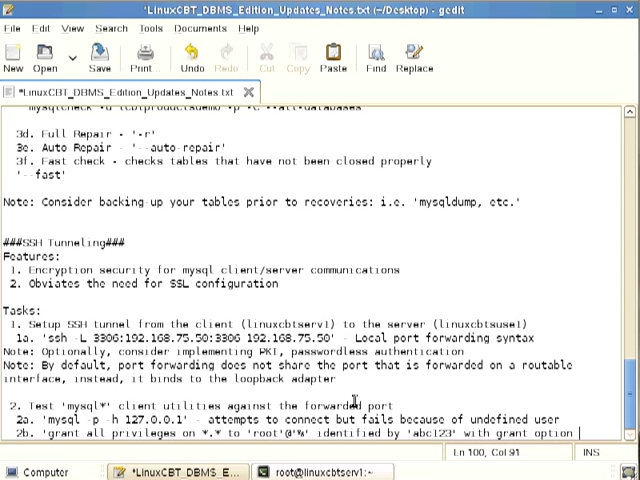 *LinuxCBT_DBMS_Edition_Updates_Notes.txt (~/Desktop) - gedit
File Edit View Search Tools Documents Help
New Open Save Print... Undo Redo Cut Copy Paste Find Replace
*LinuxCBT_DBMS_Edition_Updates_Notes.txt
3d. Full Repair - '-r'
3e. Auto Repair - '--auto-repair'
3f. Fast check - checks tables that have not been closed properly
'--fast'
Note: Consider backing-up your tables prior to recoveries: i.e. 'mysqldump, etc.'
###SSH Tunneling###
Features:
1. Encryption security for mysql client/server communications
2. Obviates the need for SSL configuration
Tasks:
1. Setup SSH tunnel from the client (linuxcbtserv1) to the server (linuxcbtsuse1)
1a. 'ssh -L 3306:192.168.75.50:3306 192.168.75.50' - Local port forwarding syntax
Note: Optionally, consider implementing PKI, passwordless authentication
Note: By default, port forwarding does not share the port that is forwarded on a routable
interface, instead, it binds to the loopback adapter
2. Test 'mysql*' client utilities against the forwarded port
2a. 'mysql -p -h 127.0.0.1' - attempts to connect but fails because of undefined user
2b. 'grant all privileges on *.* to 'root'@'%' identified by 'abc123' with grant option
Ln 100, Col 91 INS
Computer *LinuxCBT_DBMS_E... root@linuxcbtserv1:~